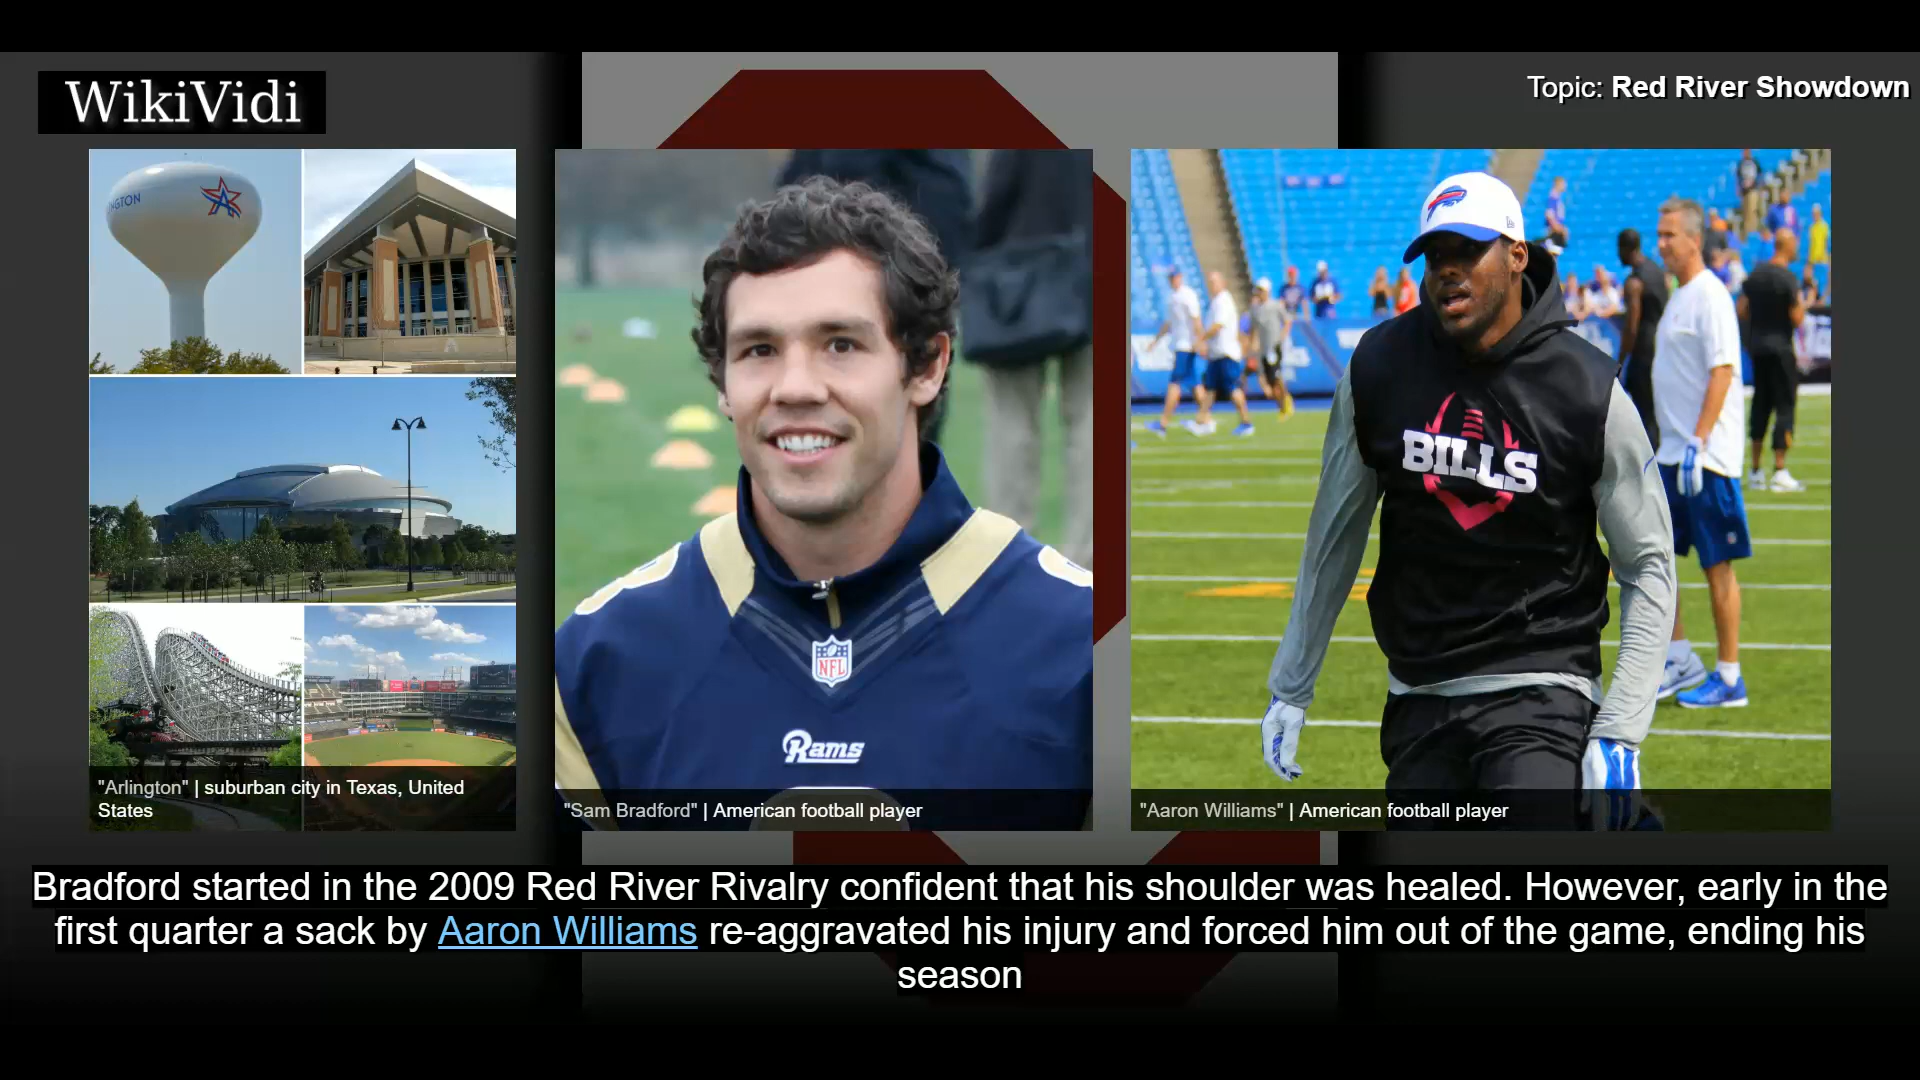 WikiVidi
Topic: Red River Showdown
NGTON
A
BILLS
NFL
Rams
"Arlington" | suburban city in Texas, United
States
"Sam Bradford" | American football player
"Aaron Williams" | American football player
Bradford started in the 2009 Red River Rivalry confident that his shoulder was healed. However, early in the
first quarter a sack by Aaron Williams re-aggravated his injury and forced him out of the game, ending his
season